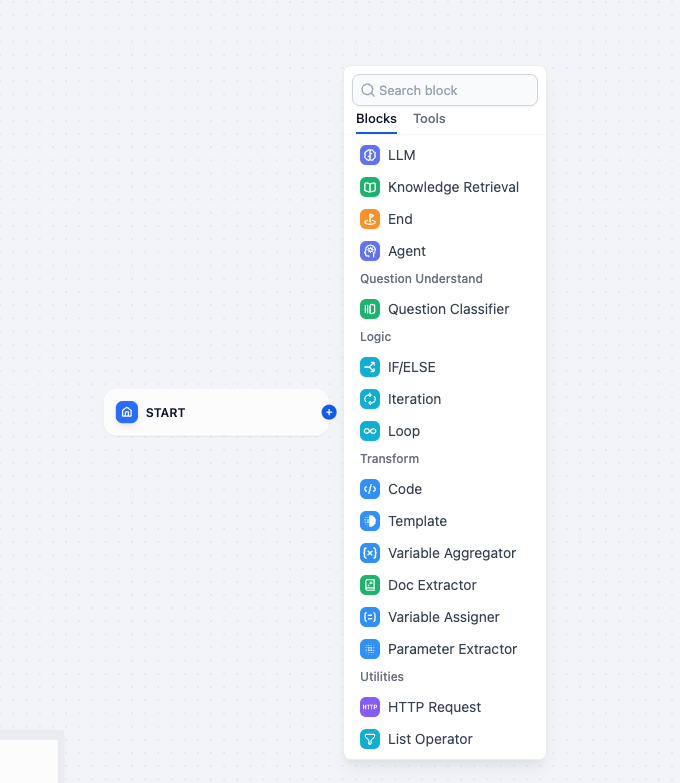 Search block
Blocks Tools
LLM
Knowledge Retrieval
End
Agent
Question Understand
Question Classifier
Logic
IF/ELSE
Iteration
Loop
Transform
Code
Template
Variable Aggregator
Doc Extractor
Variable Assigner
Parameter Extractor
Utilities
HTTP HTTP Request
List Operator
START